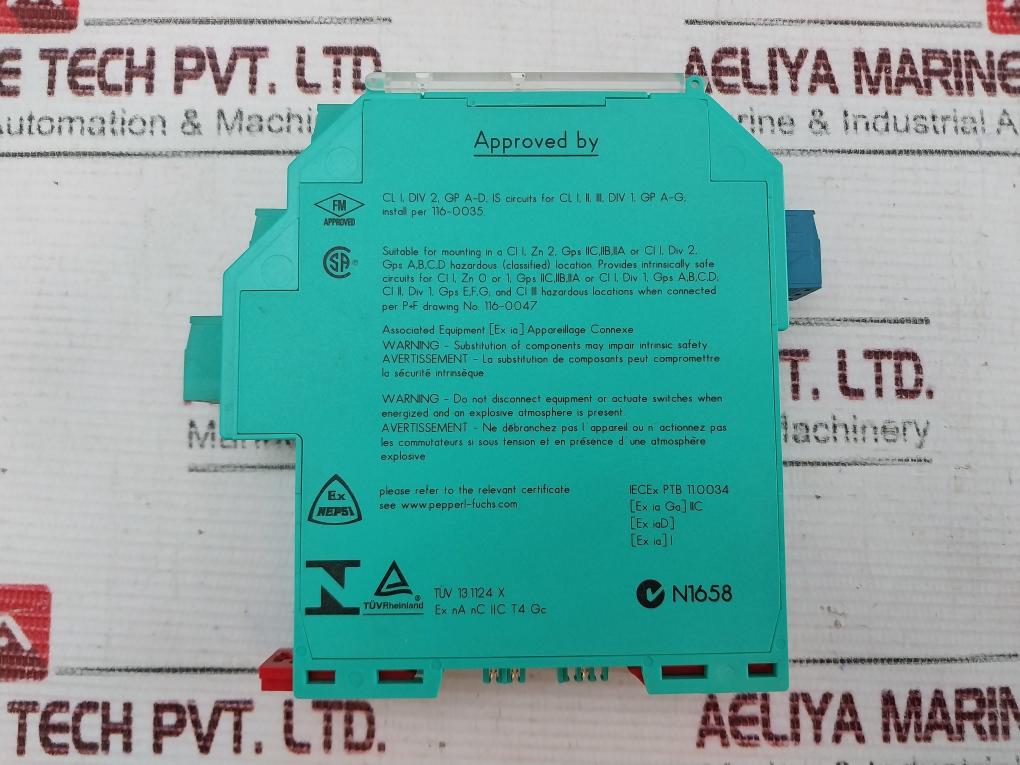 E TECH PVT. LTD.
AELIYA MARINE
Automation & Machi
rine & Industrial A
Approved by
FM
APPROVED
CL I, DIV 2, GP A-D, IS circuits for CL I, II, III, DIV 1, GP A-G,
install per 116-0035.
SA®
Suitable for mounting in a Cl I, Zn 2, Gps IIC,IIB,IIA or Cl I, Div 2,
Gps A,B,C,D hazardous (classified) location. Provides intrinsically safe
circuits for Cl I, Zn 0 or 1, Gps IIC,IIB,IIA or Cl I, Div 1, Gps A,B,C,D,
Cl II, Div 1, Gps E,F,G, and Cl III hazardous locations when connected
per P+F drawing No. 116-0047
Associated Equipment [Ex ia] Appareillage Connexe
WARNING - Substitution of components may impair intrinsic safety.
AVERTISSEMENT - La substitution de composants peut compromettre
la sécurité intrinsèque.
WARNING - Do not disconnect equipment or actuate switches when
energized and an explosive atmosphere is present.
AVERTISSEMENT - Ne débranchez pas l'appareil ou n'actionnez pas
les commutateurs si sous tension et en présence d'une atmosphère
explosive.
T. LTD.
Mar
achinery
Ex
NEPSI
please refer to the relevant certificate
see www.pepperl-fuchs.com
IECEx PTB 11.0034
[Ex ia Ga] IIC
[Ex iaD]
[Ex ia] I
TÜVRheinland®
TÜV 13.1124 X
Ex nA nC IIC T4 Gc
N1658
TECH PVT. LTD.
AELIYA MARIN